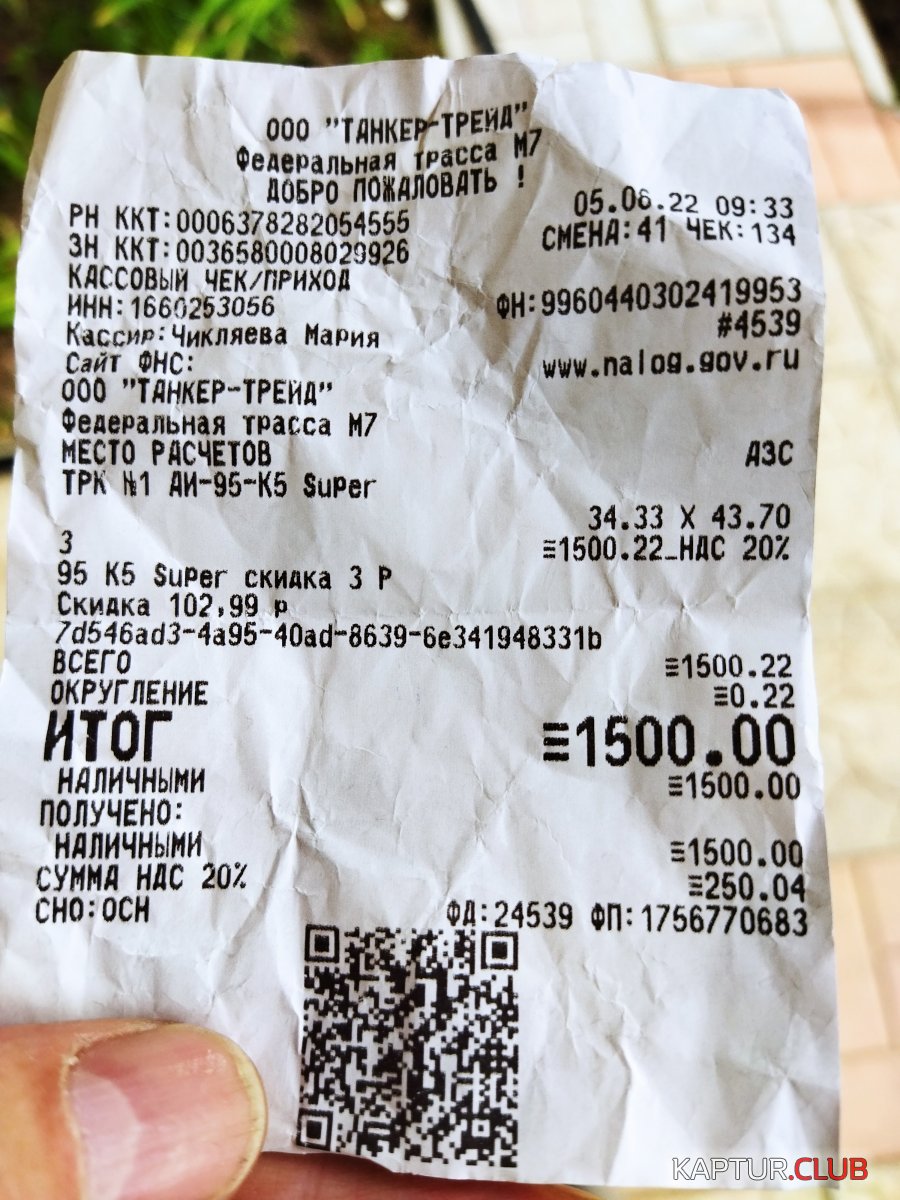 ООО "ТАНКЕР-ТРЕЙД"
Федеральная трасса М7
ДОБРО ПОЖАЛОВАТЬ !
РН ККТ:0006378282054555 05.06.22 09:33
ЗН ККТ:00365800080299926 СМЕНА:41 ЧЕК:134
КАССОВЫЙ ЧЕК/ПРИХОД
ИНН:1660253056 ФН:9960440302419953
Кассир:Чикляева Мария #4539
Сайт ФНС: www.nalog.gov.ru
ООО "ТАНКЕР-ТРЕЙД"
Федеральная трасса М7
МЕСТО РАСЧЕТОВ АЗС
ТРК №1 АИ-95-К5 Super
34.33 X 43.70
3 ≡1500.22_НДС 20%
95 К5 SuPer скидка 3 Р
Скидка 102,99 р
7d546ad3-4a95-40ad-8639-6e341948331b
ВСЕГО ≡1500.22
ОКРУГЛЕНИЕ ≡0.22
ИТОГ ≡1500.00
НАЛИЧНЫМИ ≡1500.00
ПОЛУЧЕНО:
НАЛИЧНЫМИ ≡1500.00
СУММА НДС 20% ≡250.04
СНО:ОСН ФД:24539 ФП:1756770683
KAPTUR.CLUB